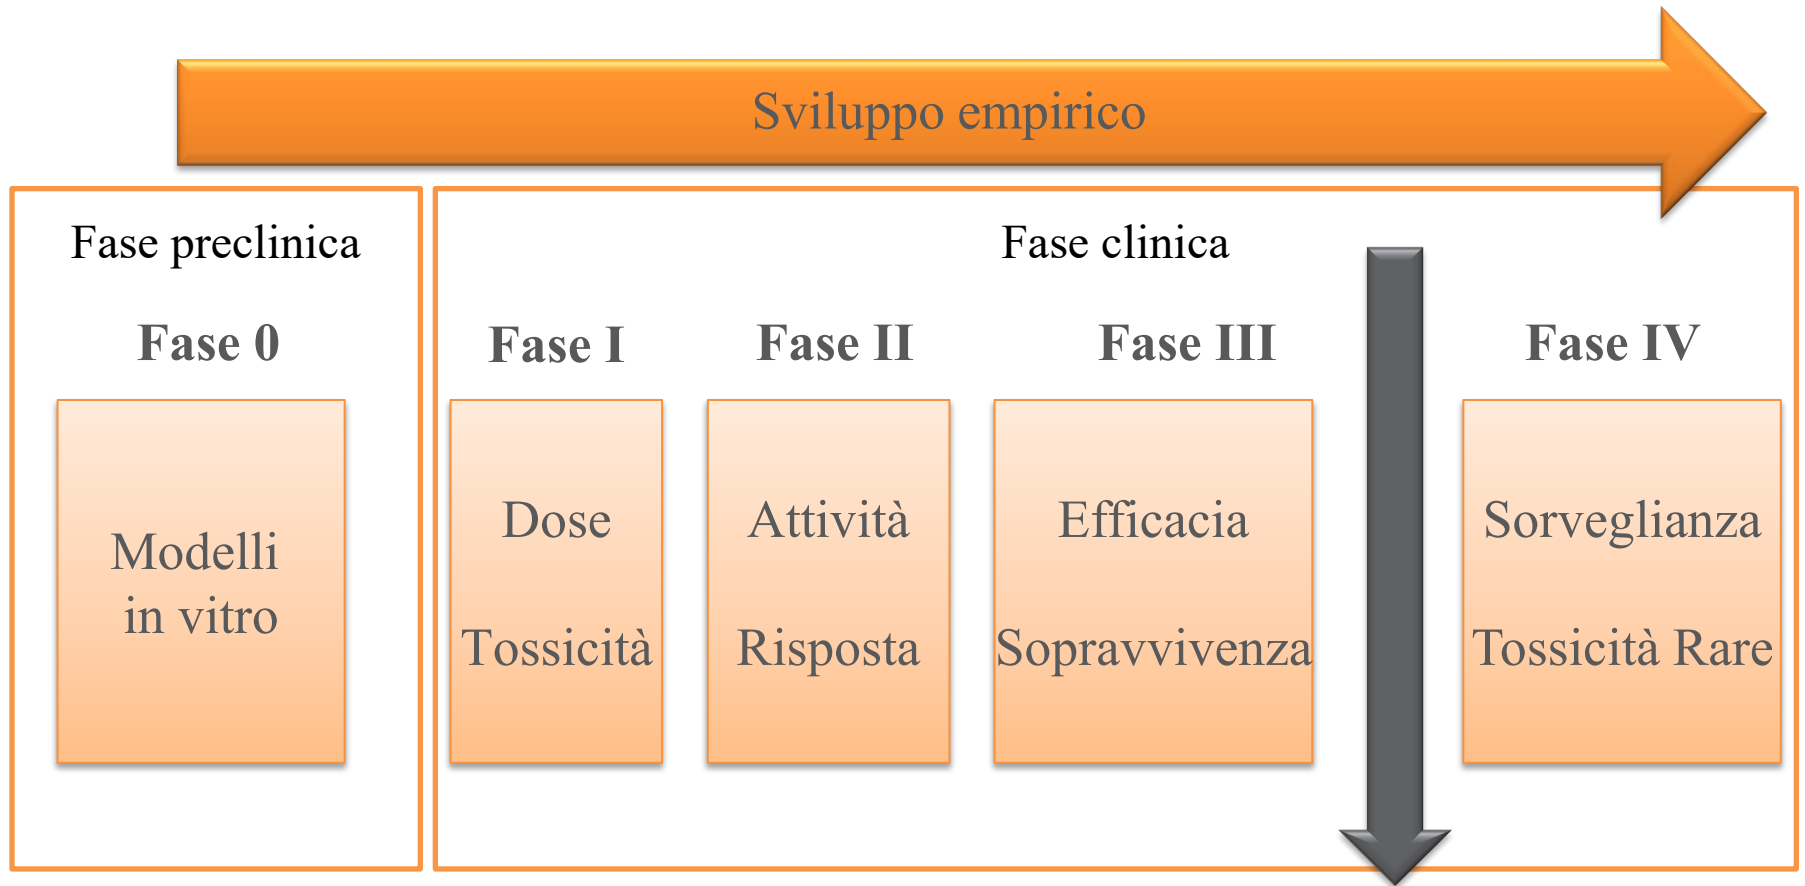 Sviluppo empirico
Fase preclinica
Fase clinica
Fase 0
Fase I
Fase II
Fase III
Fase IV
Modelli
in vitro
Dose
Tossicità
Attività
Risposta
Efficacia
Sopravvivenza
Sorveglianza
Tossicità Rare